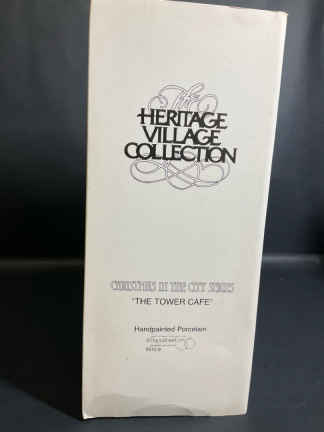 The
HERITAGE
VILLAGE
COLLECTION
CHRISTMAS IN THE CITY SERIES
"THE TOWER CAFE"
Handpainted Porcelain